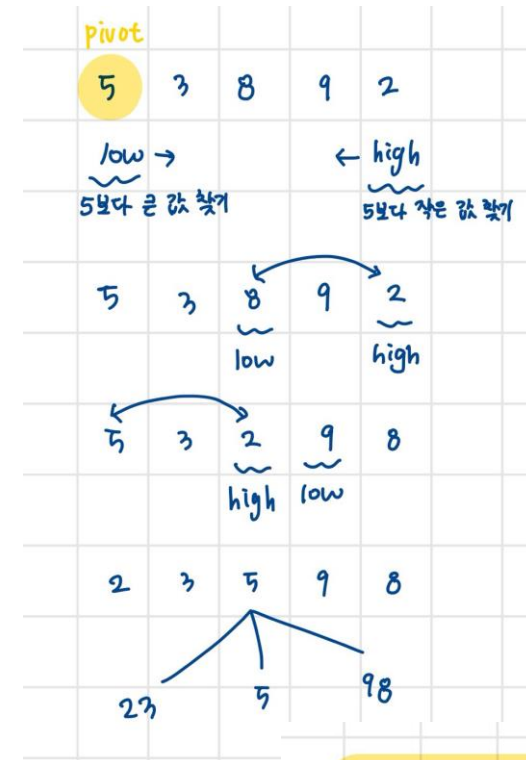 pivot
5 3 8 9 2
low → ← high
5보다 큰 값 찾기 5보다 작은 값 찾기
5 3 8 9 2
low high
5 3 2 9 8
high low
2 3 5 9 8
23 5 98